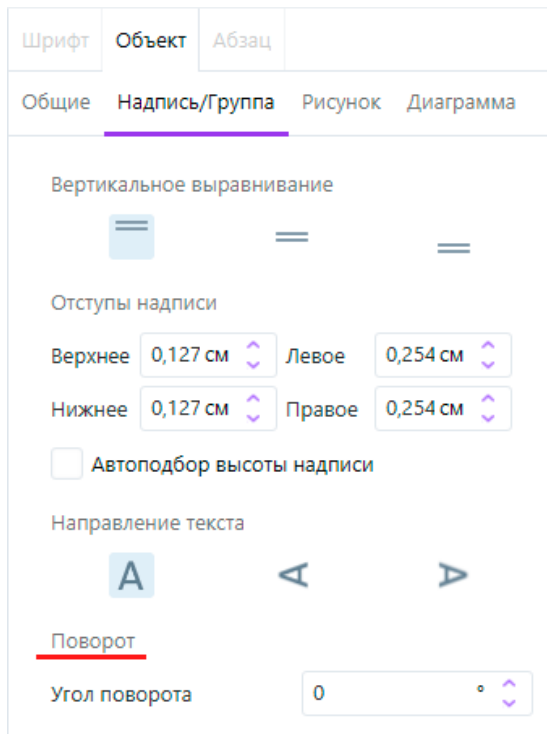 Шрифт Объект Абзац
Общие Надпись/Группа Рисунок Диаграмма
Вертикальное выравнивание
Отступы надписи
Верхнее 0,127 см Левое 0,254 см
Нижнее 0,127 см Правое 0,254 см
Автоподбор высоты надписи
Направление текста
A A A
Поворот
Угол поворота 0 °